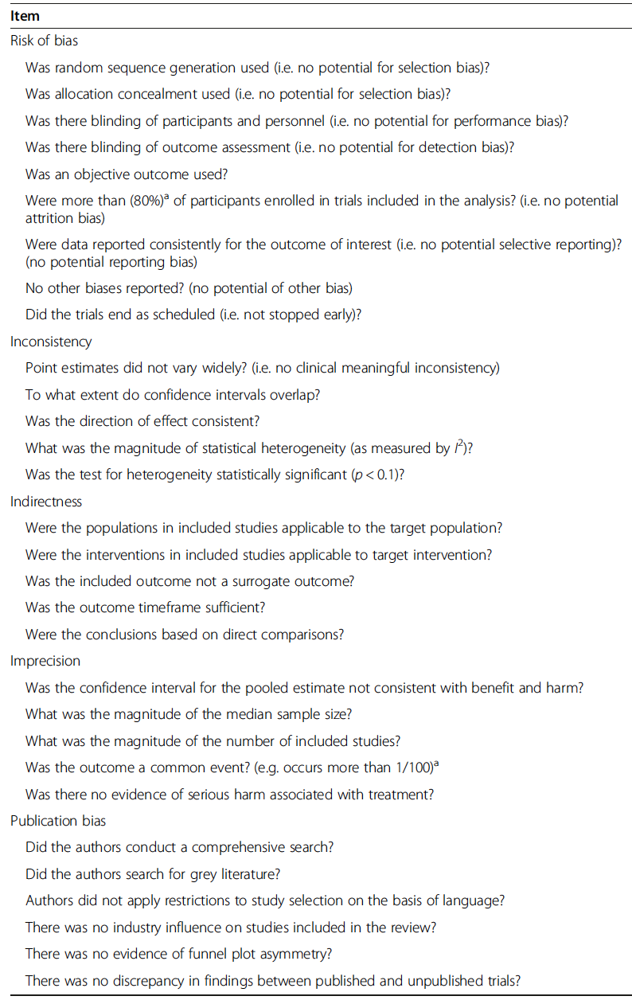 Item
Risk of bias
Was random sequence generation used (i.e. no potential for selection bias)?
Was allocation concealment used (i.e. no potential for selection bias)?
Was there blinding of participants and personnel (i.e. no potential for performance bias)?
Was there blinding of outcome assessment (i.e. no potential for detection bias)?
Was an objective outcome used?
Were more than (80%)ᵃ of participants enrolled in trials included in the analysis? (i.e. no potential
attrition bias)
Were data reported consistently for the outcome of interest (i.e. no potential selective reporting)?
(no potential reporting bias)
No other biases reported? (no potential of other bias)
Did the trials end as scheduled (i.e. not stopped early)?
Inconsistency
Point estimates did not vary widely? (i.e. no clinical meaningful inconsistency)
To what extent do confidence intervals overlap?
Was the direction of effect consistent?
What was the magnitude of statistical heterogeneity (as measured by I²)?
Was the test for heterogeneity statistically significant (p < 0.1)?
Indirectness
Were the populations in included studies applicable to the target population?
Were the interventions in included studies applicable to target intervention?
Was the included outcome not a surrogate outcome?
Was the outcome timeframe sufficient?
Were the conclusions based on direct comparisons?
Imprecision
Was the confidence interval for the pooled estimate not consistent with benefit and harm?
What was the magnitude of the median sample size?
What was the magnitude of the number of included studies?
Was the outcome a common event? (e.g. occurs more than 1/100)ᵃ
Was there no evidence of serious harm associated with treatment?
Publication bias
Did the authors conduct a comprehensive search?
Did the authors search for grey literature?
Authors did not apply restrictions to study selection on the basis of language?
There was no industry influence on studies included in the review?
There was no evidence of funnel plot asymmetry?
There was no discrepancy in findings between published and unpublished trials?